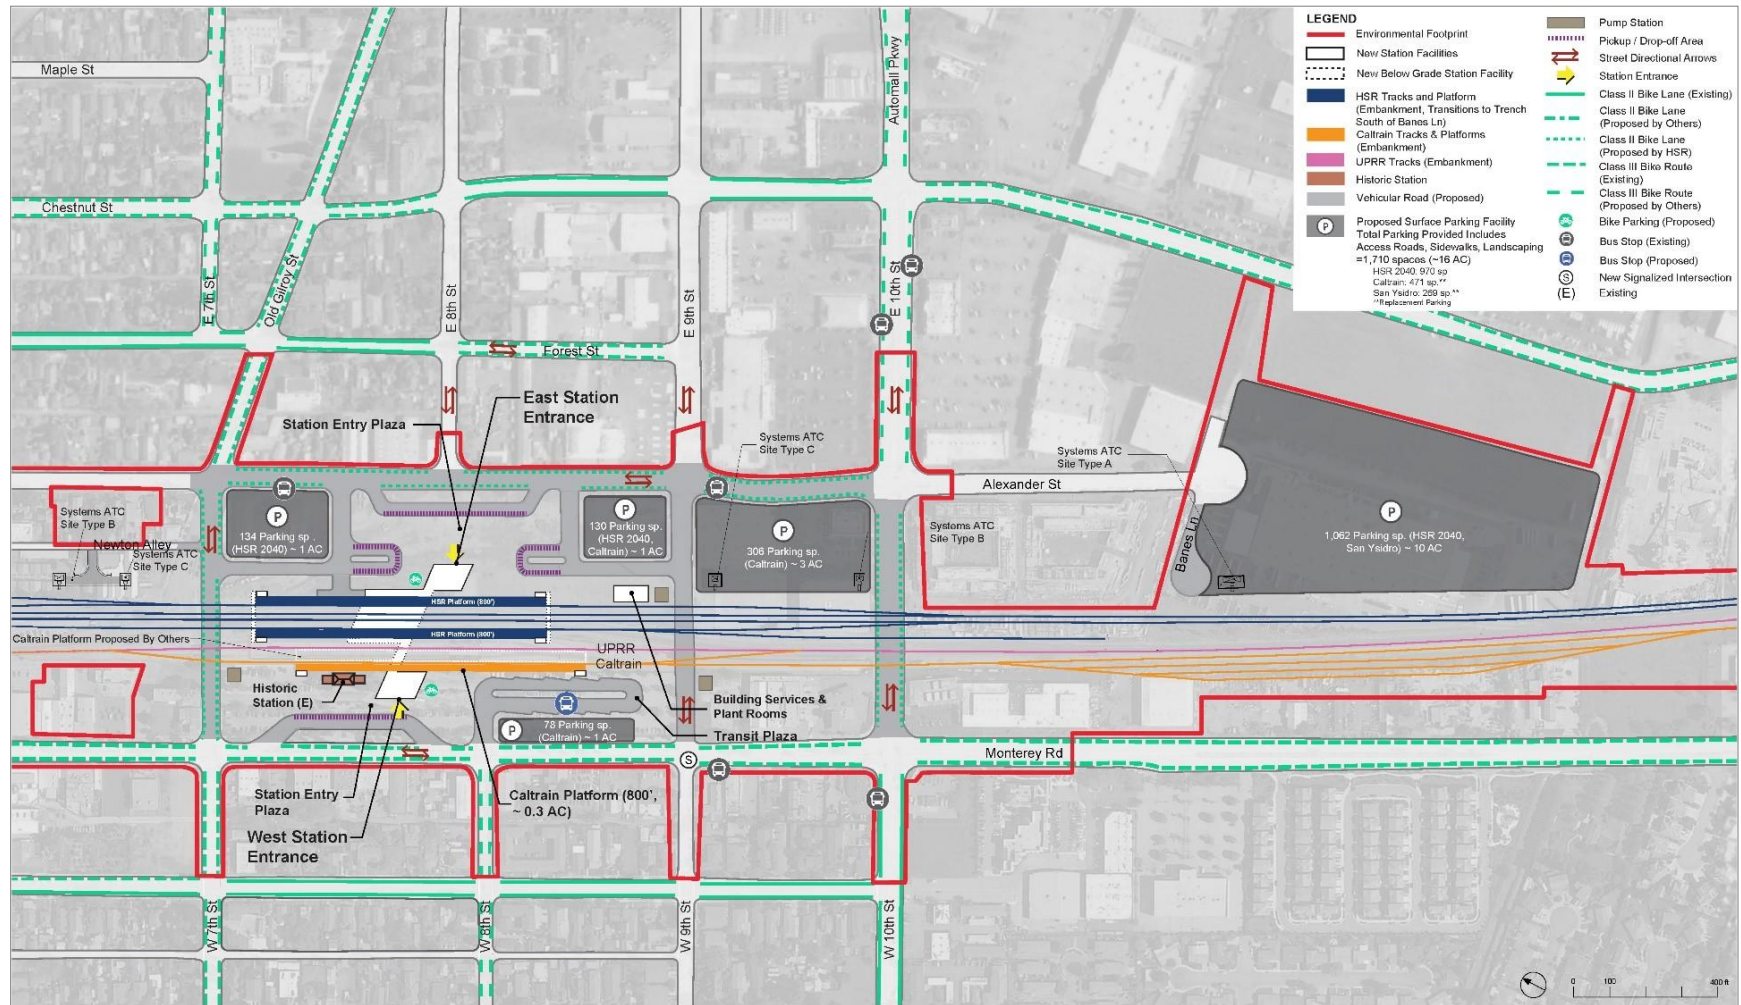 LEGEND
Environmental Footprint
New Station Facilities
New Below Grade Station Facility
HSR Tracks and Platform
(Embankment, Transitions to Trench
South of Banes Ln)
Caltrain Tracks & Platforms
(Embankment)
UPRR Tracks (Embankment)
Historic Station
Vehicular Road (Proposed)
P
Proposed Surface Parking Facility
Total Parking Provided Includes
Access Roads, Sidewalks, Landscaping
=1,710 spaces (~16 AC)
HSR 2040: 970 sp
Caltrain: 471 sp.**
San Ysidro: 269 sp.**
**Replacement Parking
Pump Station
Pickup / Drop-off Area
Street Directional Arrows
Station Entrance
Class II Bike Lane (Existing)
Class II Bike Lane
(Proposed by Others)
Class II Bike Lane
(Proposed by HSR)
Class III Bike Route
(Existing)
Class III Bike Route
(Proposed by Others)
Bike Parking (Proposed)
Bus Stop (Existing)
Bus Stop (Proposed)
S
New Signalized Intersection
(E)
Existing
Maple St
Automall Pkwy
Chestnut St
E 7th St
Old Gilroy St
E 8th St
E 9th St
E 10th St
Forest St
East Station
Entrance
Station Entry Plaza
Systems ATC
Site Type C
Systems ATC
Site Type A
Alexander St
Systems ATC
Site Type B
Newton Alley
Systems ATC
Site Type C
P
134 Parking sp.
(HSR 2040) ~ 1 AC
P
130 Parking sp.
(HSR 2040,
Caltrain) ~ 1 AC
P
306 Parking sp.
(Caltrain) ~ 3 AC
Systems ATC
Site Type B
Banes Ln
P
1,062 Parking sp. (HSR 2040,
San Ysidro) ~ 10 AC
HSR Platform (800')
HSR Platform (800')
Caltrain Platform Proposed By Others
UPRR
Caltrain
Historic
Station (E)
Building Services &
Plant Rooms
P
78 Parking sp.
(Caltrain) ~ 1 AC
Transit Plaza
S
Monterey Rd
Station Entry
Plaza
Caltrain Platform (800',
~ 0.3 AC)
West Station
Entrance
W 7th St
W 8th St
W 9th St
W 10th St
0
100
400 ft